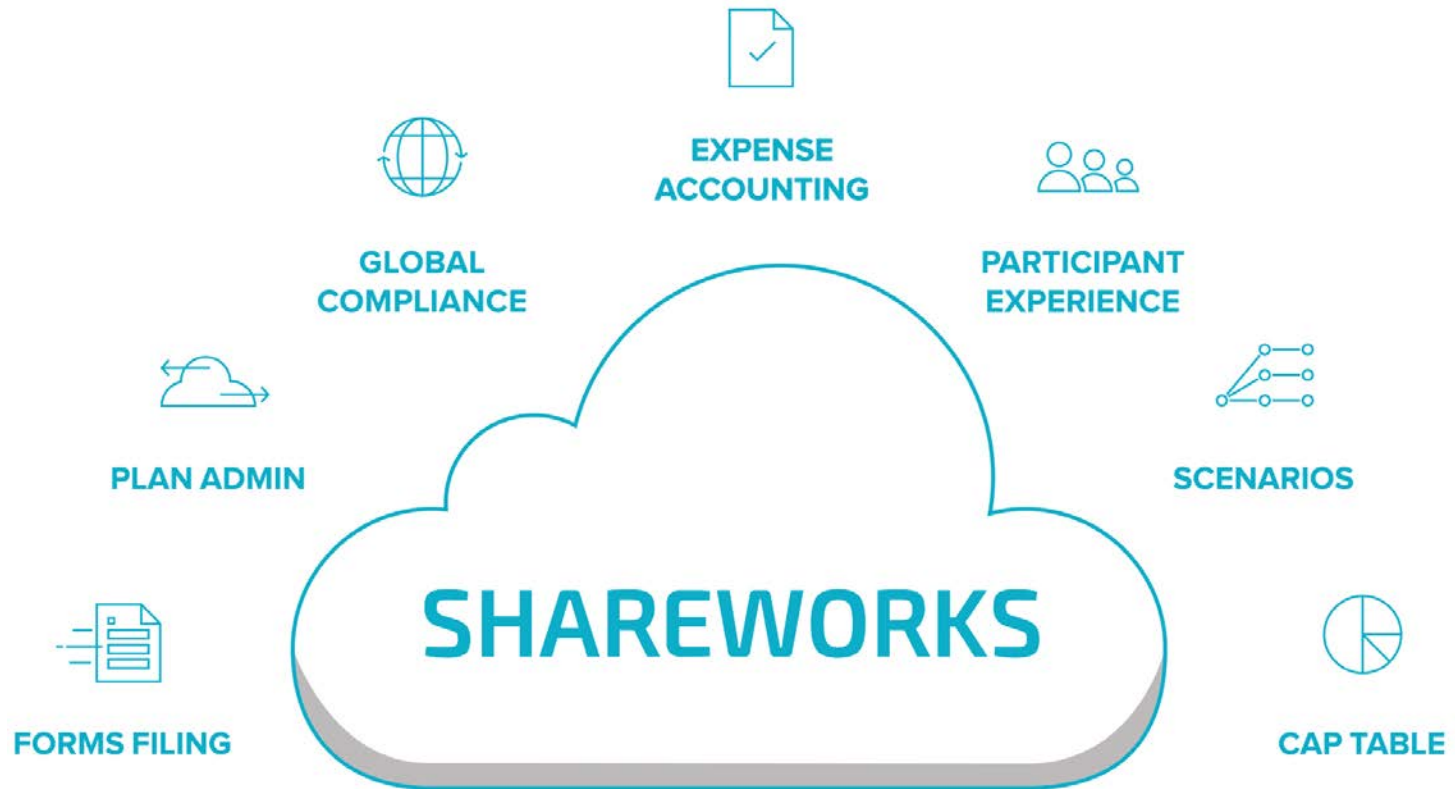 EXPENSE
ACCOUNTING
GLOBAL
COMPLIANCE
PARTICIPANT
EXPERIENCE
PLAN ADMIN
SCENARIOS
SHAREWORKS
FORMS FILING
CAP TABLE